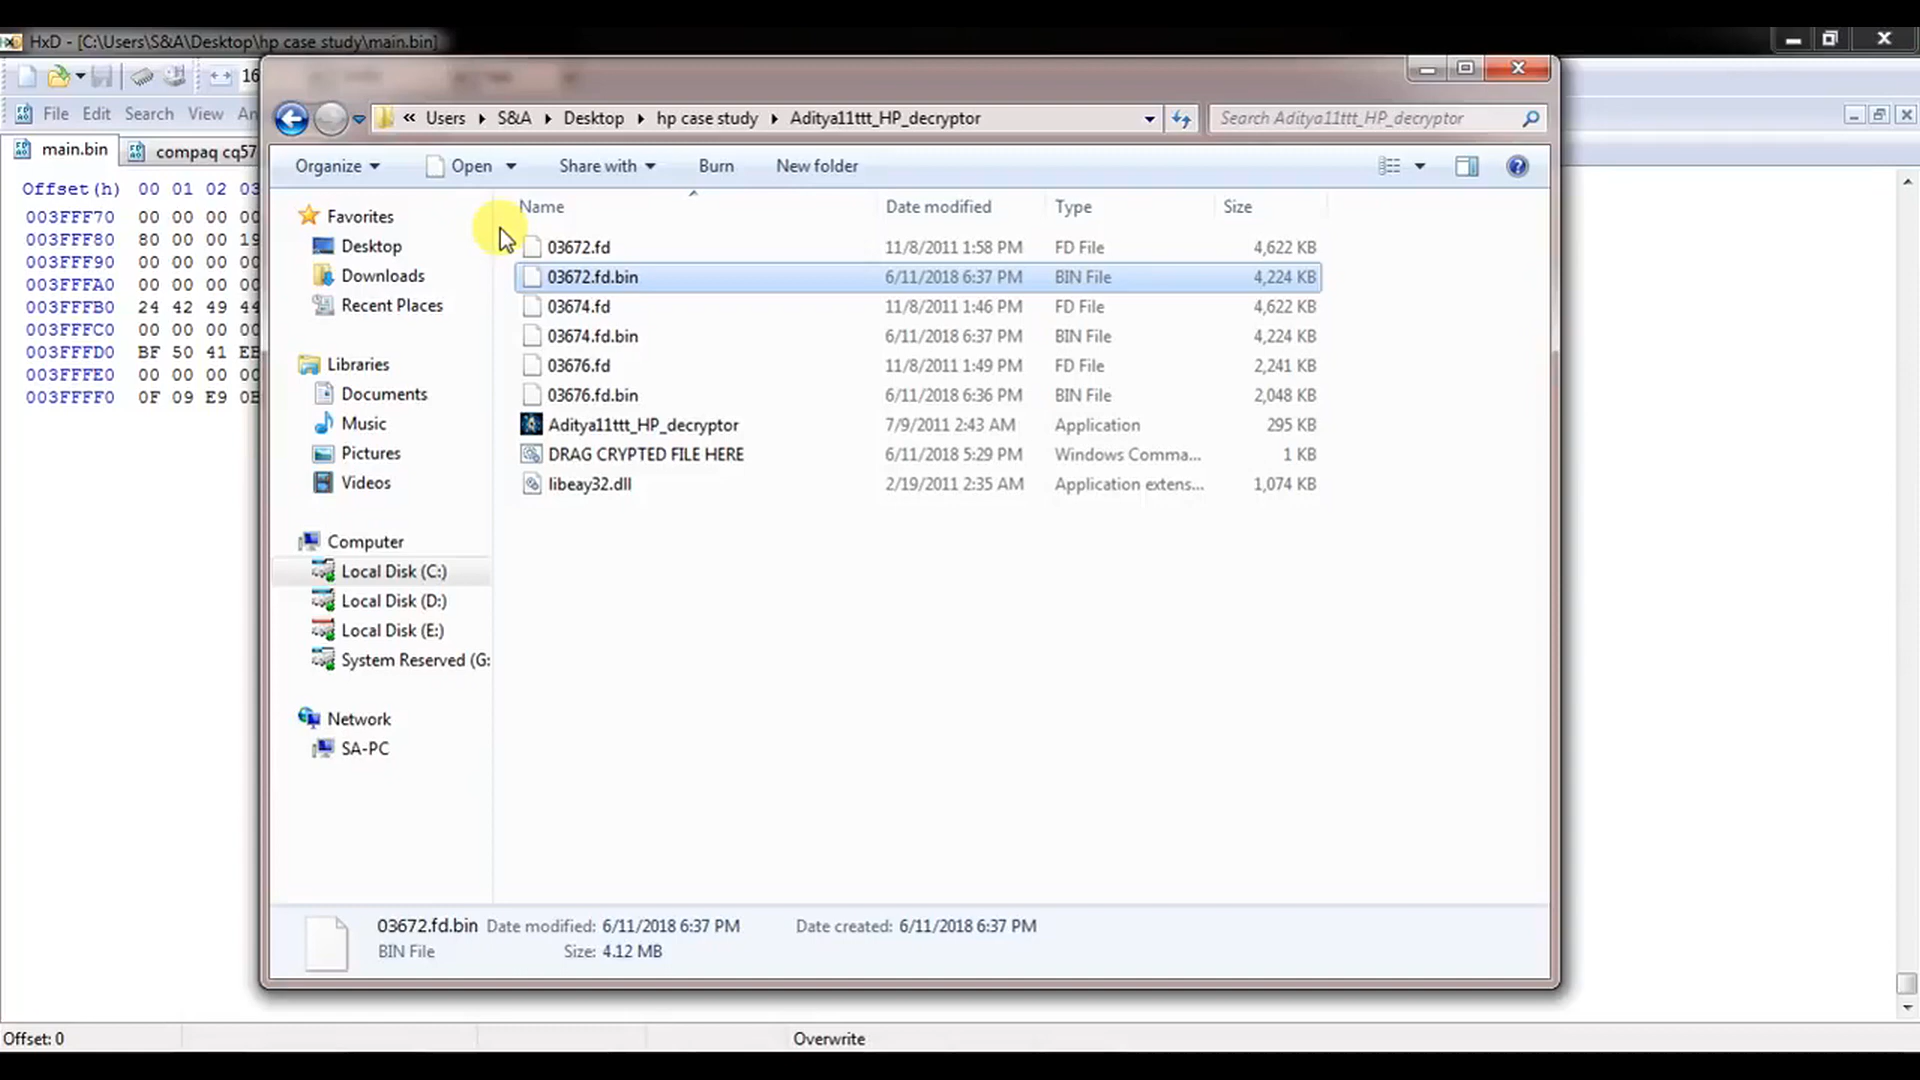 HxD - [C:\Users\S&A\Desktop\hp case study\main.bin]
16
« Users ▸ S&A ▸ Desktop ▸ hp case study ▸ Aditya11ttt_HP_decryptor
Search Aditya11ttt_HP_decryptor
File Edit Search View An
main.bin
compaq cq57
Organize Open Share with Burn New folder
Offset(h) 00 01 02 03
003FFF70 00 00 00 00
003FFF80 80 00 00 19
003FFF90 00 00 00 00
003FFFA0 00 00 00 00
003FFFB0 24 42 49 44
003FFFC0 00 00 00 00
003FFFD0 BF 50 41 EB
003FFFE0 00 00 00 00
003FFFF0 0F 09 E9 0E
Favorites
Desktop
Downloads
Recent Places
Libraries
Documents
Music
Pictures
Videos
Computer
Local Disk (C:)
Local Disk (D:)
Local Disk (E:)
System Reserved (G:
Network
SA-PC
Name Date modified Type Size
03672.fd 11/8/2011 1:58 PM FD File 4,622 KB
03672.fd.bin 6/11/2018 6:37 PM BIN File 4,224 KB
03674.fd 11/8/2011 1:46 PM FD File 4,622 KB
03674.fd.bin 6/11/2018 6:37 PM BIN File 4,224 KB
03676.fd 11/8/2011 1:49 PM FD File 2,241 KB
03676.fd.bin 6/11/2018 6:36 PM BIN File 2,048 KB
Aditya11ttt_HP_decryptor 7/9/2011 2:43 AM Application 295 KB
DRAG CRYPTED FILE HERE 6/11/2018 5:29 PM Windows Comma... 1 KB
libeay32.dll 2/19/2011 2:35 AM Application extens... 1,074 KB
03672.fd.bin Date modified: 6/11/2018 6:37 PM Date created: 6/11/2018 6:37 PM
BIN File Size: 4.12 MB
Offset: 0 Overwrite